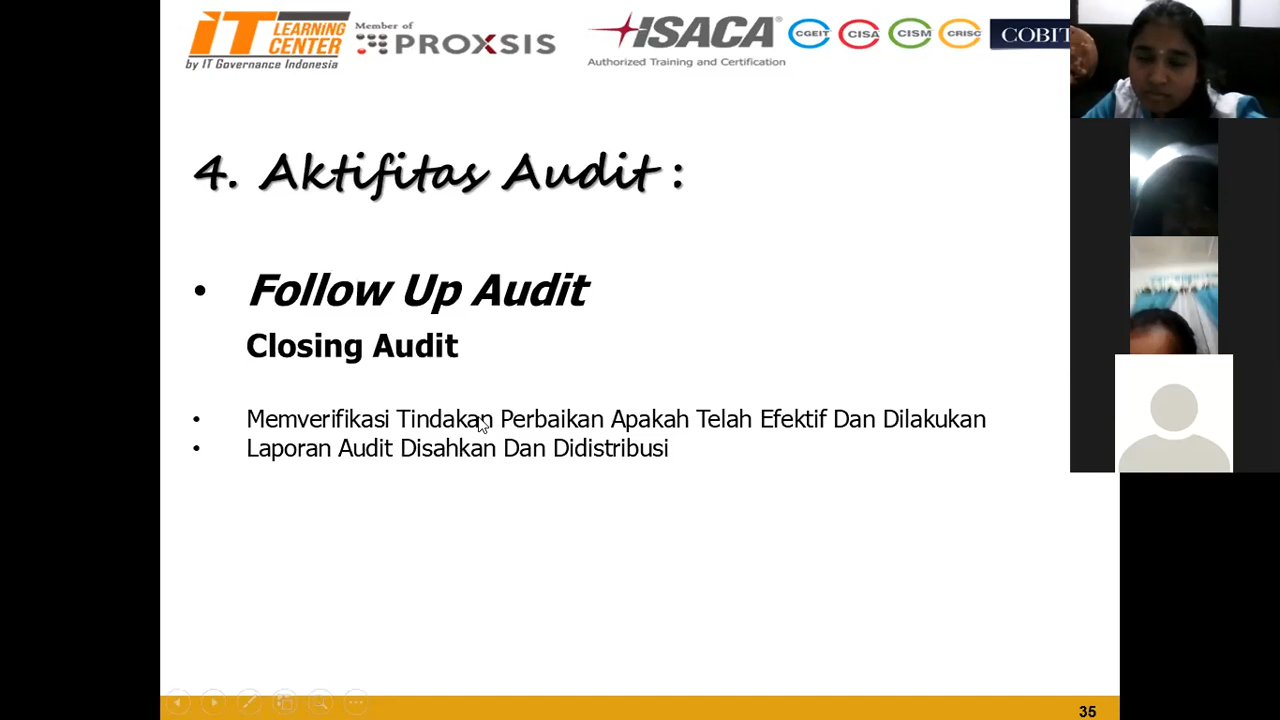 iT LEARNING CENTER
by IT Governance Indonesia
Member of
PROXSIS
ISACA
Authorized Training and Certification
CGEIT CISA CISM CRISC COBIT
4. Aktifitas Audit :
• Follow Up Audit
Closing Audit
• Memverifikasi Tindakan Perbaikan Apakah Telah Efektif Dan Dilakukan
• Laporan Audit Disahkan Dan Didistribusi
35